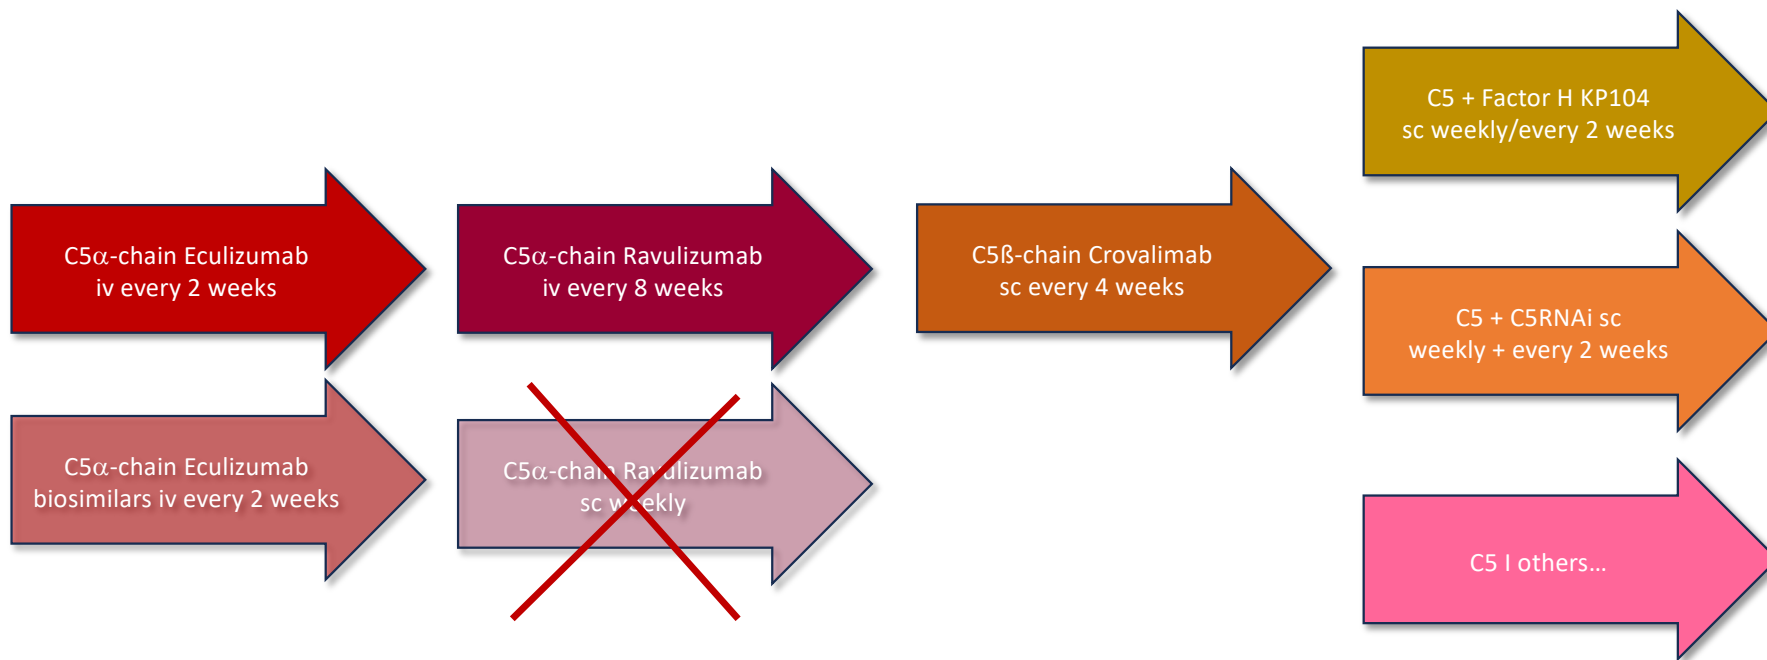 C5α-chain Eculizumab
iv every 2 weeks
C5α-chain Eculizumab
biosimilars iv every 2 weeks
C5α-chain Ravulizumab
iv every 8 weeks
C5α-chain Ravulizumab
sc weekly
C5ß-chain Crovalimab
sc every 4 weeks
C5 + Factor H KP104
sc weekly/every 2 weeks
C5 + C5RNAi sc
weekly + every 2 weeks
C5 I others...